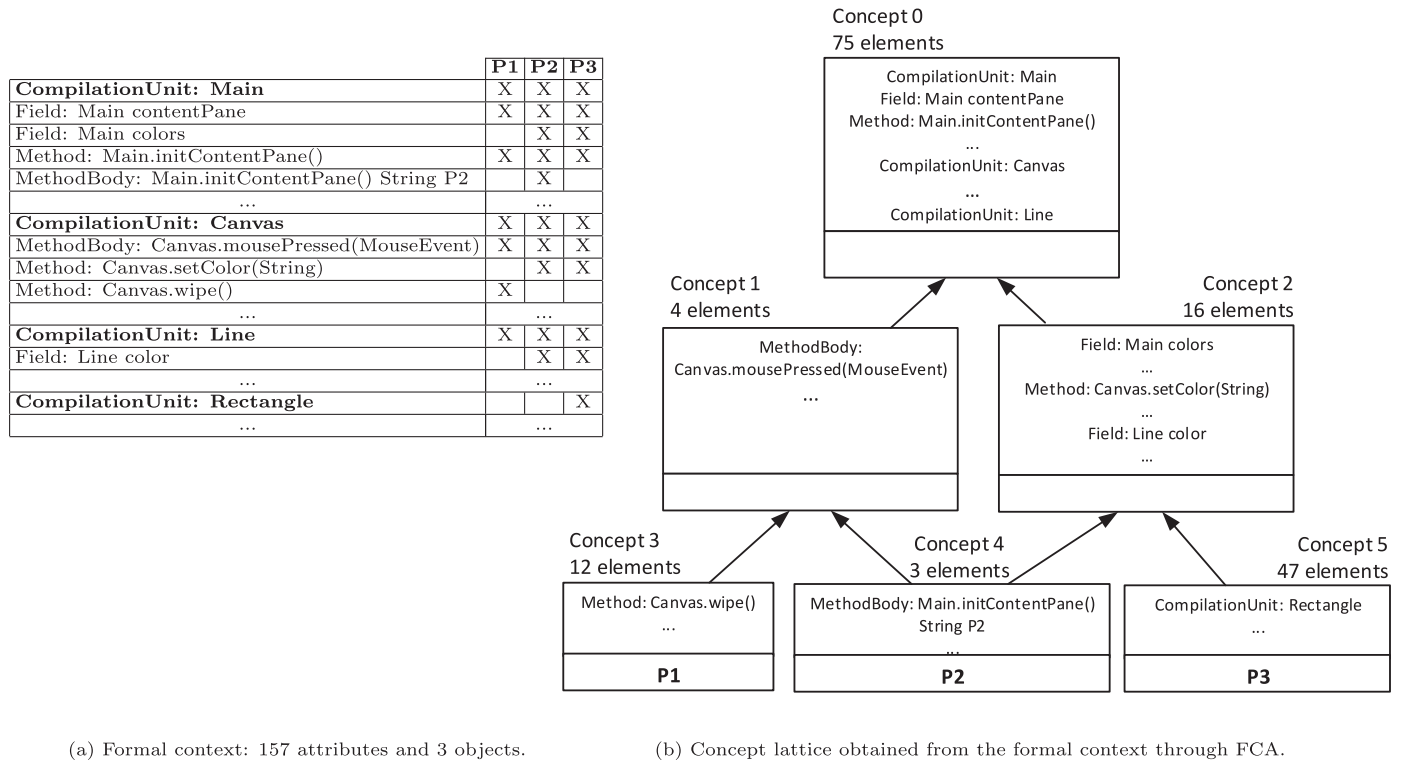 P1 P2 P3
CompilationUnit: Main X X X
Field: Main contentPane X X X
Field: Main colors X X
Method: Main.initContentPane() X X X
MethodBody: Main.initContentPane() String P2 X
... ...
CompilationUnit: Canvas X X X
MethodBody: Canvas.mousePressed(MouseEvent) X X X
Method: Canvas.setColor(String) X X
Method: Canvas.wipe() X
... ...
CompilationUnit: Line X X X
Field: Line color X X
... ...
CompilationUnit: Rectangle X
... ...
(a) Formal context: 157 attributes and 3 objects.
Concept 0
75 elements
CompilationUnit: Main
Field: Main contentPane
Method: Main.initContentPane()
...
CompilationUnit: Canvas
...
CompilationUnit: Line
Concept 1
4 elements
MethodBody:
Canvas.mousePressed(MouseEvent)
...
Concept 2
16 elements
Field: Main colors
...
Method: Canvas.setColor(String)
...
Field: Line color
...
Concept 3
12 elements
Method: Canvas.wipe()
...
P1
Concept 4
3 elements
MethodBody: Main.initContentPane()
String P2
...
P2
Concept 5
47 elements
CompilationUnit: Rectangle
...
P3
(b) Concept lattice obtained from the formal context through FCA.